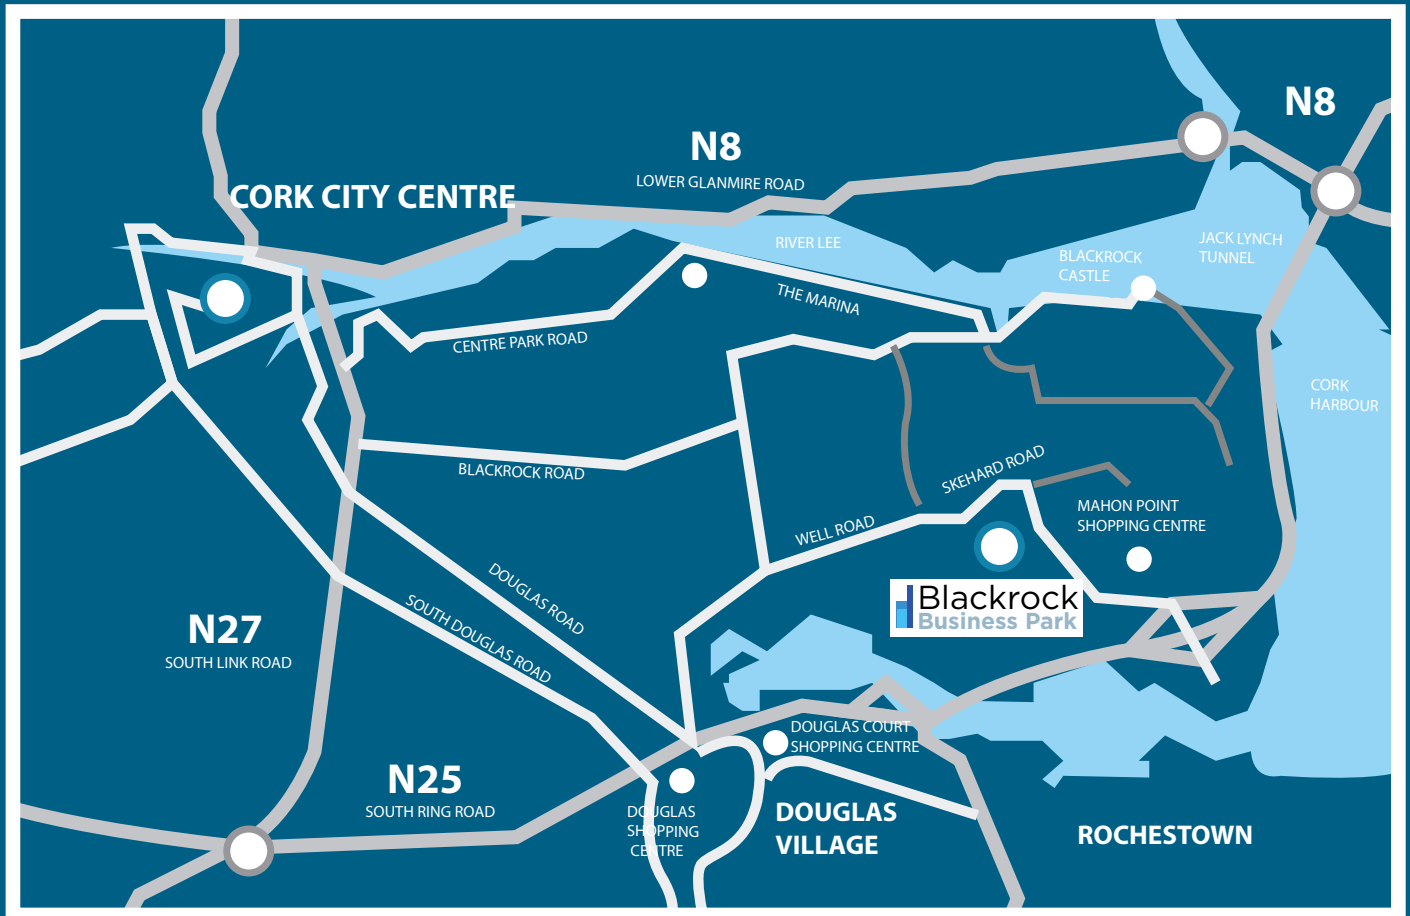 N8
N8
LOWER GLANMIRE ROAD
CORK CITY CENTRE
RIVER LEE
JACK LYNCH
TUNNEL
BLACKROCK
CASTLE
THE MARINA
CENTRE PARK ROAD
CORK
HARBOUR
BLACKROCK ROAD
SKEHARD ROAD
MAHON POINT
SHOPPING CENTRE
WELL ROAD
DOUGLAS ROAD
SOUTH DOUGLAS ROAD
Blackrock
Business Park
N27
SOUTH LINK ROAD
DOUGLAS COURT
SHOPPING CENTRE
N25
SOUTH RING ROAD
DOUGLAS
SHOPPING
CENTRE
DOUGLAS
VILLAGE
ROCHESTOWN